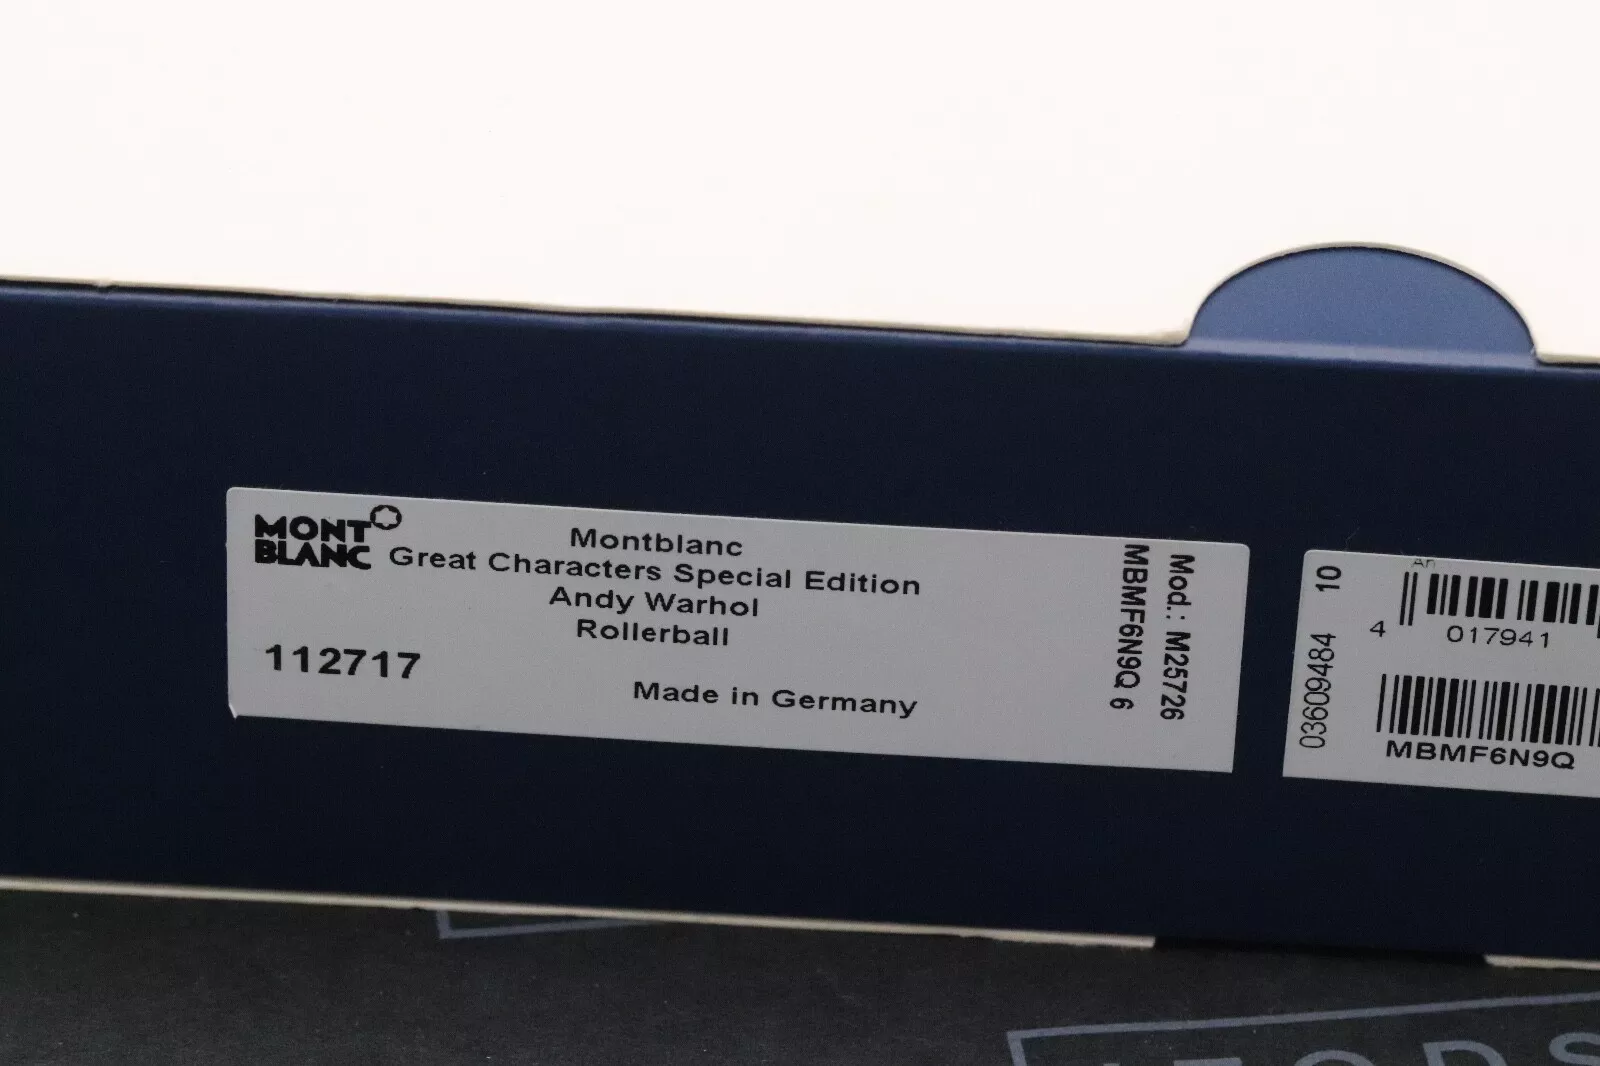 MONT
BLANC
Montblanc
Great Characters Special Edition
Andy Warhol
Rollerball
112717
Made in Germany
MBMF6N9Q 6
Mod.: M25726
03609484 10
4 017941
MBMF6N9Q